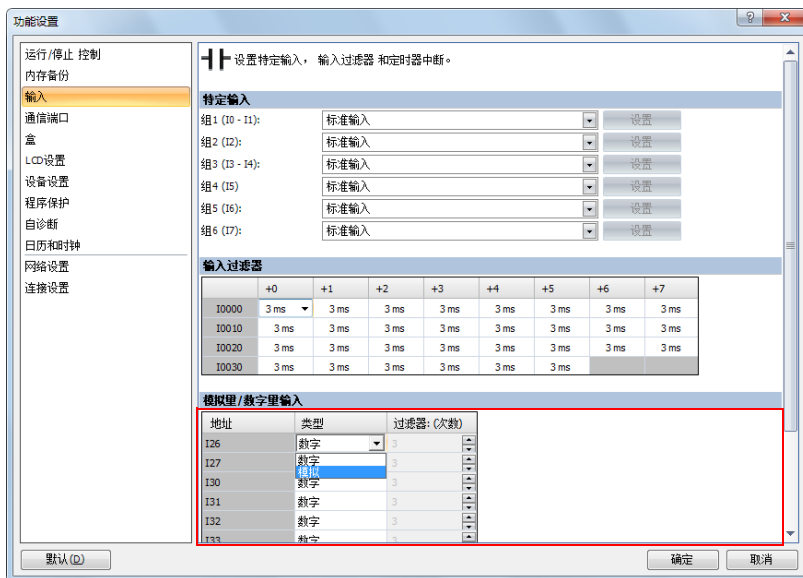 功能设置
?
X
运行/停止 控制
内存备份
输入
通信端口
盒
LCD设置
设备设置
程序保护
自诊断
日历和时钟
网络设置
连接设置
设置特定输入， 输入过滤器 和定时器中断。
特定输入
组1 (I0 - I1): 标准输入 设置
组2 (I2): 标准输入 设置
组3 (I3 - I4): 标准输入 设置
组4 (I5) 标准输入 设置
组5 (I6): 标准输入 设置
组6 (I7): 标准输入 设置
输入过滤器
+0 +1 +2 +3 +4 +5 +6 +7
I0000 3 ms 3 ms 3 ms 3 ms 3 ms 3 ms 3 ms 3 ms
I0010 3 ms 3 ms 3 ms 3 ms 3 ms 3 ms 3 ms 3 ms
I0020 3 ms 3 ms 3 ms 3 ms 3 ms 3 ms 3 ms 3 ms
I0030 3 ms 3 ms 3 ms 3 ms 3 ms 3 ms
模拟里/数字里输入
地址 类型 过滤器: (次数)
I26 数字 3
I27 数字 3
模拟
I30 数字 3
I31 数字 3
I32 数字 3
I33 数字 3
默认(D) 确定 取消